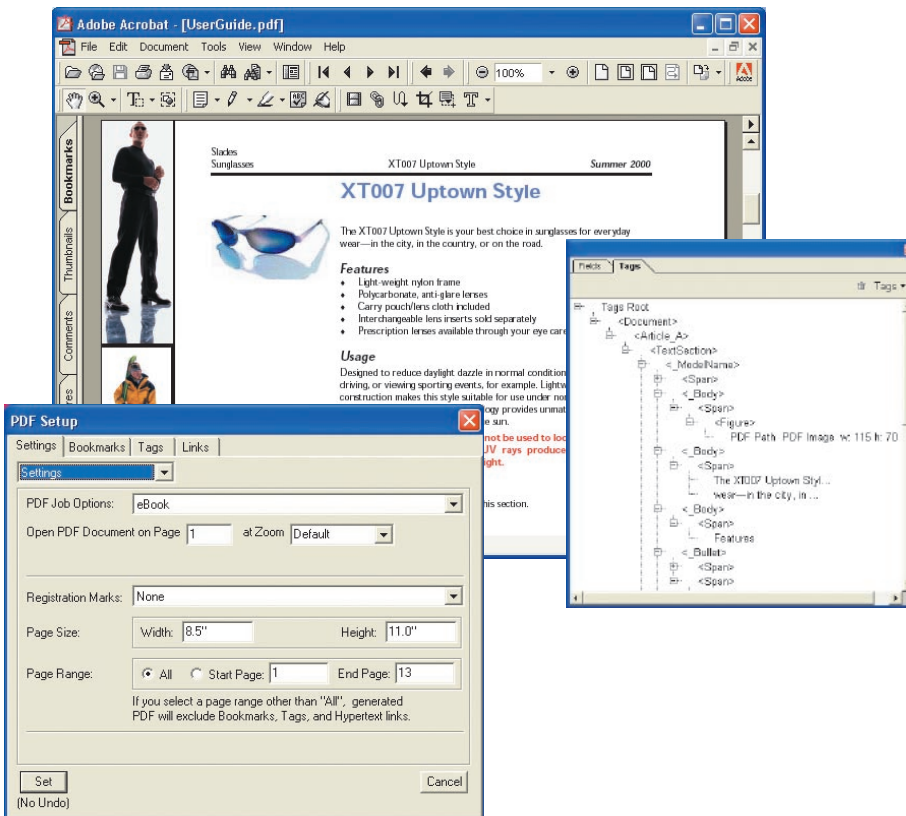 Adobe Acrobat - [UserGuide.pdf]
File Edit Document Tools View Window Help
100%
Adobe
Bookmarks
Thumbnails
Comments
res
Slades
Sunglasses
XT007 Uptown Style
Summer 2000
XT007 Uptown Style
The XT007 Uptown Style is your best choice in sunglasses for everyday
wear—in the city, in the country, or on the road.
Features
Light-weight nylon frame
Polycarbonate, anti-glare lenses
Carry pouch/lens cloth included
Interchangeable lens inserts sold separately
Prescription lenses available through your eye care
Usage
Designed to reduce daylight dazzle in normal condition
driving, or viewing sporting events, for example. Lightw
construction makes this style suitable for use under nor
ogy provides unmat
e sun.
not be used to loo
UV rays produce
ight.
his section.
Fields Tags
Tags
Tags Root
<Document>
<Article_A>
<TextSection>
<_ModelName>
<Span>
<_Body>
<Span>
<Figure>
PDF Path PDF Image w: 115 h: 70
<_Body>
<Span>
The XT007 Uptown Styl...
wear—in the city, in ...
<_Body>
<Span>
Features
<_Bullet>
<Span>
<Span>
PDF Setup
Settings Bookmarks Tags Links
Settings
PDF Job Options: eBook
Open PDF Document on Page 1 at Zoom Default
Registration Marks: None
Page Size: Width: 8.5" Height: 11.0"
Page Range: All Start Page: 1 End Page: 13
If you select a page range other than "All", generated
PDF will exclude Bookmarks, Tags, and Hypertext links.
Set Cancel
(No Undo)